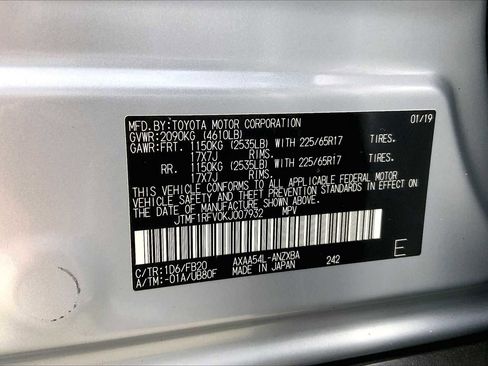 MFD. BY: TOYOTA MOTOR CORPORATION 01/19
GVWR: 2090KG (4610LB)
GAWR: FRT. 1150KG (2535LB) WITH 225/65R17 TIRES.
17X7J RIMS.
RR. 1150KG (2535LB) WITH 225/65R17 TIRES.
17X7J RIMS.
THIS VEHICLE CONFORMS TO ALL APPLICABLE FEDERAL MOTOR
VEHICLE SAFETY AND THEFT PREVENTION STANDARDS IN EFFECT ON
THE DATE OF MANUFACTURE SHOWN ABOVE.
JTMF1RFV0KJ007932 MPV
C/TR: 1D6/FB20 AXAA54L-ANZXBA 242 E
A/TM: -01A/UB80F MADE IN JAPAN